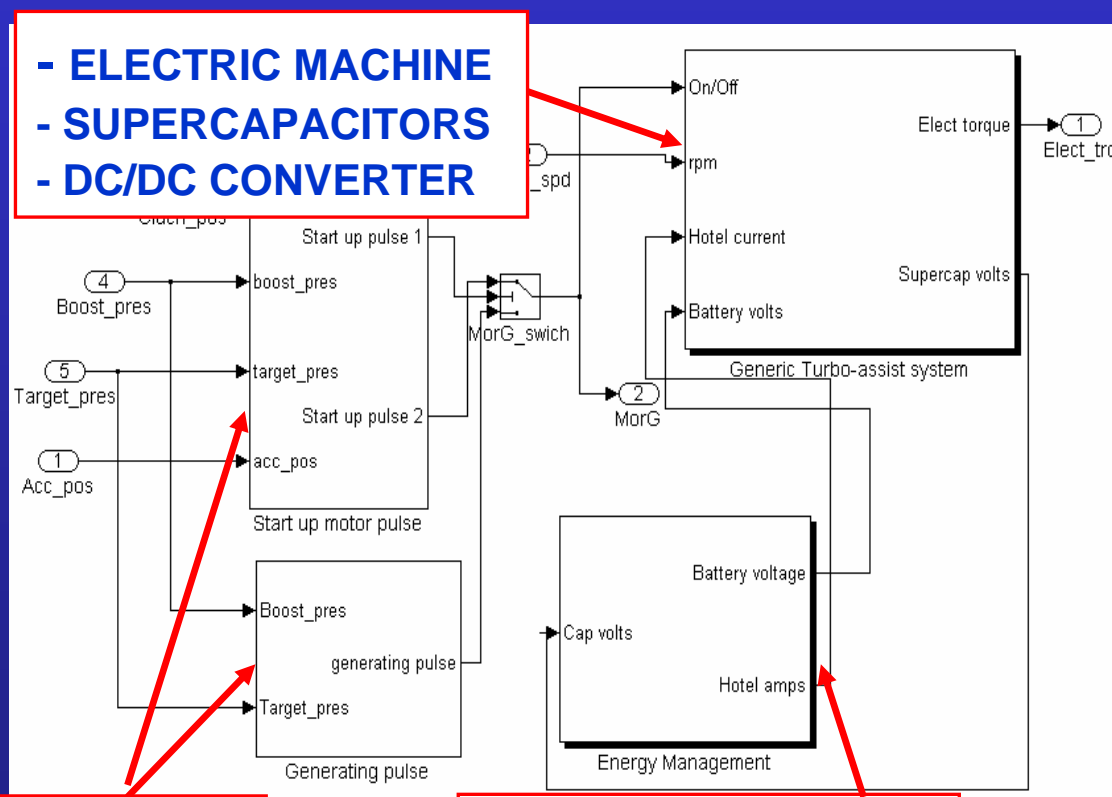 - ELECTRIC MACHINE
- SUPERCAPACITORS
- DC/DC CONVERTER
On/Off
Elect torque
1
Elect_trq
rpm
_spd
Start up pulse 1
Hotel current
4
Boost_pres
boost_pres
Supercap volts
MorG_swich
Battery volts
5
Target_pres
target_pres
Generic Turbo-assist system
2
MorG
Start up pulse 2
1
Acc_pos
acc_pos
Start up motor pulse
Battery voltage
Boost_pres
Cap volts
generating pulse
Hotel amps
Target_pres
Energy Management
Generating pulse